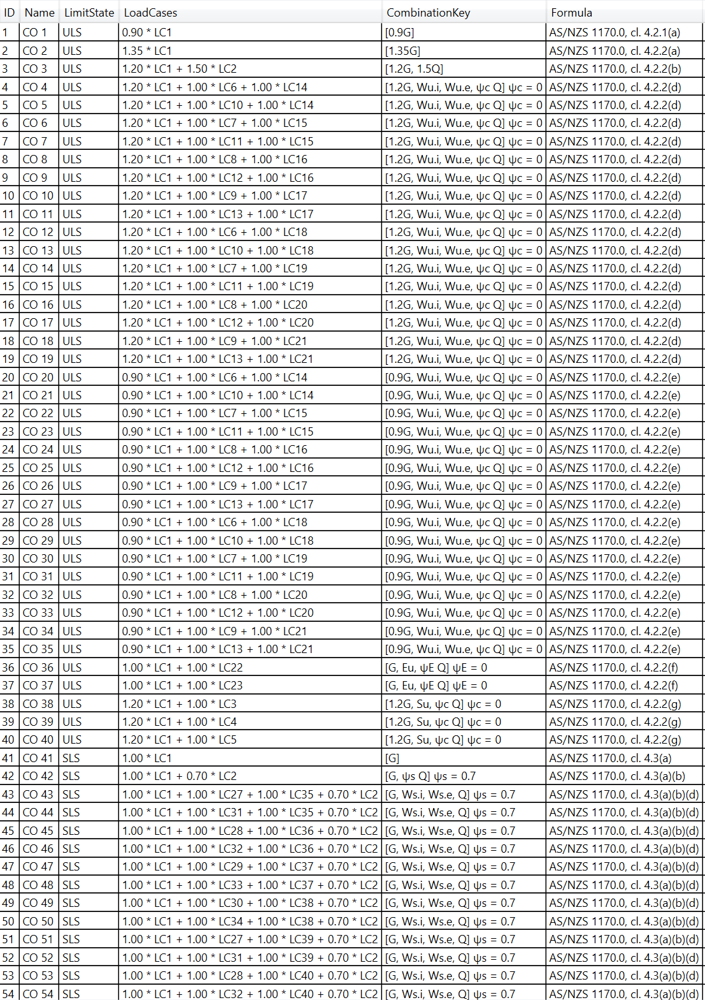 ID Name LimitState LoadCases CombinationKey Formula
1 CO 1 ULS 0.90 * LC1 [0.9G] AS/NZS 1170.0, cl. 4.2.1(a)
2 CO 2 ULS 1.35 * LC1 [1.35G] AS/NZS 1170.0, cl. 4.2.2(a)
3 CO 3 ULS 1.20 * LC1 + 1.50 * LC2 [1.2G, 1.5Q] AS/NZS 1170.0, cl. 4.2.2(b)
4 CO 4 ULS 1.20 * LC1 + 1.00 * LC6 + 1.00 * LC14 [1.2G, Wu.i, Wu.e, ψc Q] ψc = 0 AS/NZS 1170.0, cl. 4.2.2(d)
5 CO 5 ULS 1.20 * LC1 + 1.00 * LC10 + 1.00 * LC14 [1.2G, Wu.i, Wu.e, ψc Q] ψc = 0 AS/NZS 1170.0, cl. 4.2.2(d)
6 CO 6 ULS 1.20 * LC1 + 1.00 * LC7 + 1.00 * LC15 [1.2G, Wu.i, Wu.e, ψc Q] ψc = 0 AS/NZS 1170.0, cl. 4.2.2(d)
7 CO 7 ULS 1.20 * LC1 + 1.00 * LC11 + 1.00 * LC15 [1.2G, Wu.i, Wu.e, ψc Q] ψc = 0 AS/NZS 1170.0, cl. 4.2.2(d)
8 CO 8 ULS 1.20 * LC1 + 1.00 * LC8 + 1.00 * LC16 [1.2G, Wu.i, Wu.e, ψc Q] ψc = 0 AS/NZS 1170.0, cl. 4.2.2(d)
9 CO 9 ULS 1.20 * LC1 + 1.00 * LC12 + 1.00 * LC16 [1.2G, Wu.i, Wu.e, ψc Q] ψc = 0 AS/NZS 1170.0, cl. 4.2.2(d)
10 CO 10 ULS 1.20 * LC1 + 1.00 * LC9 + 1.00 * LC17 [1.2G, Wu.i, Wu.e, ψc Q] ψc = 0 AS/NZS 1170.0, cl. 4.2.2(d)
11 CO 11 ULS 1.20 * LC1 + 1.00 * LC13 + 1.00 * LC17 [1.2G, Wu.i, Wu.e, ψc Q] ψc = 0 AS/NZS 1170.0, cl. 4.2.2(d)
12 CO 12 ULS 1.20 * LC1 + 1.00 * LC6 + 1.00 * LC18 [1.2G, Wu.i, Wu.e, ψc Q] ψc = 0 AS/NZS 1170.0, cl. 4.2.2(d)
13 CO 13 ULS 1.20 * LC1 + 1.00 * LC10 + 1.00 * LC18 [1.2G, Wu.i, Wu.e, ψc Q] ψc = 0 AS/NZS 1170.0, cl. 4.2.2(d)
14 CO 14 ULS 1.20 * LC1 + 1.00 * LC7 + 1.00 * LC19 [1.2G, Wu.i, Wu.e, ψc Q] ψc = 0 AS/NZS 1170.0, cl. 4.2.2(d)
15 CO 15 ULS 1.20 * LC1 + 1.00 * LC11 + 1.00 * LC19 [1.2G, Wu.i, Wu.e, ψc Q] ψc = 0 AS/NZS 1170.0, cl. 4.2.2(d)
16 CO 16 ULS 1.20 * LC1 + 1.00 * LC8 + 1.00 * LC20 [1.2G, Wu.i, Wu.e, ψc Q] ψc = 0 AS/NZS 1170.0, cl. 4.2.2(d)
17 CO 17 ULS 1.20 * LC1 + 1.00 * LC12 + 1.00 * LC20 [1.2G, Wu.i, Wu.e, ψc Q] ψc = 0 AS/NZS 1170.0, cl. 4.2.2(d)
18 CO 18 ULS 1.20 * LC1 + 1.00 * LC9 + 1.00 * LC21 [1.2G, Wu.i, Wu.e, ψc Q] ψc = 0 AS/NZS 1170.0, cl. 4.2.2(d)
19 CO 19 ULS 1.20 * LC1 + 1.00 * LC13 + 1.00 * LC21 [1.2G, Wu.i, Wu.e, ψc Q] ψc = 0 AS/NZS 1170.0, cl. 4.2.2(d)
20 CO 20 ULS 0.90 * LC1 + 1.00 * LC6 + 1.00 * LC14 [0.9G, Wu.i, Wu.e, ψc Q] ψc = 0 AS/NZS 1170.0, cl. 4.2.2(e)
21 CO 21 ULS 0.90 * LC1 + 1.00 * LC10 + 1.00 * LC14 [0.9G, Wu.i, Wu.e, ψc Q] ψc = 0 AS/NZS 1170.0, cl. 4.2.2(e)
22 CO 22 ULS 0.90 * LC1 + 1.00 * LC7 + 1.00 * LC15 [0.9G, Wu.i, Wu.e, ψc Q] ψc = 0 AS/NZS 1170.0, cl. 4.2.2(e)
23 CO 23 ULS 0.90 * LC1 + 1.00 * LC11 + 1.00 * LC15 [0.9G, Wu.i, Wu.e, ψc Q] ψc = 0 AS/NZS 1170.0, cl. 4.2.2(e)
24 CO 24 ULS 0.90 * LC1 + 1.00 * LC8 + 1.00 * LC16 [0.9G, Wu.i, Wu.e, ψc Q] ψc = 0 AS/NZS 1170.0, cl. 4.2.2(e)
25 CO 25 ULS 0.90 * LC1 + 1.00 * LC12 + 1.00 * LC16 [0.9G, Wu.i, Wu.e, ψc Q] ψc = 0 AS/NZS 1170.0, cl. 4.2.2(e)
26 CO 26 ULS 0.90 * LC1 + 1.00 * LC9 + 1.00 * LC17 [0.9G, Wu.i, Wu.e, ψc Q] ψc = 0 AS/NZS 1170.0, cl. 4.2.2(e)
27 CO 27 ULS 0.90 * LC1 + 1.00 * LC13 + 1.00 * LC17 [0.9G, Wu.i, Wu.e, ψc Q] ψc = 0 AS/NZS 1170.0, cl. 4.2.2(e)
28 CO 28 ULS 0.90 * LC1 + 1.00 * LC6 + 1.00 * LC18 [0.9G, Wu.i, Wu.e, ψc Q] ψc = 0 AS/NZS 1170.0, cl. 4.2.2(e)
29 CO 29 ULS 0.90 * LC1 + 1.00 * LC10 + 1.00 * LC18 [0.9G, Wu.i, Wu.e, ψc Q] ψc = 0 AS/NZS 1170.0, cl. 4.2.2(e)
30 CO 30 ULS 0.90 * LC1 + 1.00 * LC7 + 1.00 * LC19 [0.9G, Wu.i, Wu.e, ψc Q] ψc = 0 AS/NZS 1170.0, cl. 4.2.2(e)
31 CO 31 ULS 0.90 * LC1 + 1.00 * LC11 + 1.00 * LC19 [0.9G, Wu.i, Wu.e, ψc Q] ψc = 0 AS/NZS 1170.0, cl. 4.2.2(e)
32 CO 32 ULS 0.90 * LC1 + 1.00 * LC8 + 1.00 * LC20 [0.9G, Wu.i, Wu.e, ψc Q] ψc = 0 AS/NZS 1170.0, cl. 4.2.2(e)
33 CO 33 ULS 0.90 * LC1 + 1.00 * LC12 + 1.00 * LC20 [0.9G, Wu.i, Wu.e, ψc Q] ψc = 0 AS/NZS 1170.0, cl. 4.2.2(e)
34 CO 34 ULS 0.90 * LC1 + 1.00 * LC9 + 1.00 * LC21 [0.9G, Wu.i, Wu.e, ψc Q] ψc = 0 AS/NZS 1170.0, cl. 4.2.2(e)
35 CO 35 ULS 0.90 * LC1 + 1.00 * LC13 + 1.00 * LC21 [0.9G, Wu.i, Wu.e, ψc Q] ψc = 0 AS/NZS 1170.0, cl. 4.2.2(e)
36 CO 36 ULS 1.00 * LC1 + 1.00 * LC22 [G, Eu, ψE Q] ψE = 0 AS/NZS 1170.0, cl. 4.2.2(f)
37 CO 37 ULS 1.00 * LC1 + 1.00 * LC23 [G, Eu, ψE Q] ψE = 0 AS/NZS 1170.0, cl. 4.2.2(f)
38 CO 38 ULS 1.20 * LC1 + 1.00 * LC3 [1.2G, Su, ψc Q] ψc = 0 AS/NZS 1170.0, cl. 4.2.2(g)
39 CO 39 ULS 1.20 * LC1 + 1.00 * LC4 [1.2G, Su, ψc Q] ψc = 0 AS/NZS 1170.0, cl. 4.2.2(g)
40 CO 40 ULS 1.20 * LC1 + 1.00 * LC5 [1.2G, Su, ψc Q] ψc = 0 AS/NZS 1170.0, cl. 4.2.2(g)
41 CO 41 SLS 1.00 * LC1 [G] AS/NZS 1170.0, cl. 4.3(a)
42 CO 42 SLS 1.00 * LC1 + 0.70 * LC2 [G, ψs Q] ψs = 0.7 AS/NZS 1170.0, cl. 4.3(a)(b)
43 CO 43 SLS 1.00 * LC1 + 1.00 * LC27 + 1.00 * LC35 + 0.70 * LC2 [G, Ws.i, Ws.e, Q] ψs = 0.7 AS/NZS 1170.0, cl. 4.3(a)(b)(d)
44 CO 44 SLS 1.00 * LC1 + 1.00 * LC31 + 1.00 * LC35 + 0.70 * LC2 [G, Ws.i, Ws.e, Q] ψs = 0.7 AS/NZS 1170.0, cl. 4.3(a)(b)(d)
45 CO 45 SLS 1.00 * LC1 + 1.00 * LC28 + 1.00 * LC36 + 0.70 * LC2 [G, Ws.i, Ws.e, Q] ψs = 0.7 AS/NZS 1170.0, cl. 4.3(a)(b)(d)
46 CO 46 SLS 1.00 * LC1 + 1.00 * LC32 + 1.00 * LC36 + 0.70 * LC2 [G, Ws.i, Ws.e, Q] ψs = 0.7 AS/NZS 1170.0, cl. 4.3(a)(b)(d)
47 CO 47 SLS 1.00 * LC1 + 1.00 * LC29 + 1.00 * LC37 + 0.70 * LC2 [G, Ws.i, Ws.e, Q] ψs = 0.7 AS/NZS 1170.0, cl. 4.3(a)(b)(d)
48 CO 48 SLS 1.00 * LC1 + 1.00 * LC33 + 1.00 * LC37 + 0.70 * LC2 [G, Ws.i, Ws.e, Q] ψs = 0.7 AS/NZS 1170.0, cl. 4.3(a)(b)(d)
49 CO 49 SLS 1.00 * LC1 + 1.00 * LC30 + 1.00 * LC38 + 0.70 * LC2 [G, Ws.i, Ws.e, Q] ψs = 0.7 AS/NZS 1170.0, cl. 4.3(a)(b)(d)
50 CO 50 SLS 1.00 * LC1 + 1.00 * LC34 + 1.00 * LC38 + 0.70 * LC2 [G, Ws.i, Ws.e, Q] ψs = 0.7 AS/NZS 1170.0, cl. 4.3(a)(b)(d)
51 CO 51 SLS 1.00 * LC1 + 1.00 * LC27 + 1.00 * LC39 + 0.70 * LC2 [G, Ws.i, Ws.e, Q] ψs = 0.7 AS/NZS 1170.0, cl. 4.3(a)(b)(d)
52 CO 52 SLS 1.00 * LC1 + 1.00 * LC31 + 1.00 * LC39 + 0.70 * LC2 [G, Ws.i, Ws.e, Q] ψs = 0.7 AS/NZS 1170.0, cl. 4.3(a)(b)(d)
53 CO 53 SLS 1.00 * LC1 + 1.00 * LC28 + 1.00 * LC40 + 0.70 * LC2 [G, Ws.i, Ws.e, Q] ψs = 0.7 AS/NZS 1170.0, cl. 4.3(a)(b)(d)
54 CO 54 SLS 1.00 * LC1 + 1.00 * LC32 + 1.00 * LC40 + 0.70 * LC2 [G, Ws.i, Ws.e, Q] ψs = 0.7 AS/NZS 1170.0, cl. 4.3(a)(b)(d)